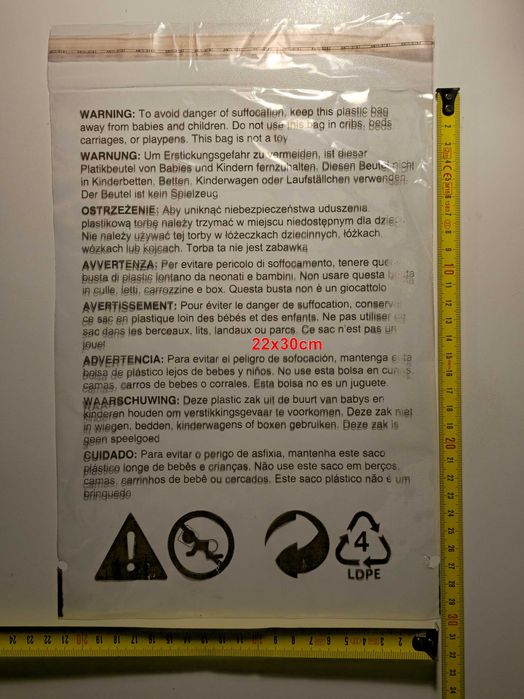 WARNING: To avoid danger of suffocation, keep this plastic bag
away from babies and children. Do not use this bag in cribs, beds,
carriages, or playpens. This bag is not a toy
WARNUNG: Um Erstickungsgefahr zu vermeiden, ist dieser
Platikbeutel von Babies und Kindern fernzuhalten. Diesen Beutel nicht
in Kinderbetten, Betten, Kinderwagen oder Laufställchen verwenden.
Der Beutel ist kein Spielzeug
OSTRZEŻENIE: Aby uniknąć niebezpieczeństwa uduszenia
plastikową torbę należy trzymać w miejscu niedostępnym dla dzieci.
Nie należy używać tej torby w łóżeczkach dziecinnych, łóżkach,
wózkach lub kojcach. Torba ta nie jest zabawką
AVVERTENZA: Per evitare pericolo di soffocamento, tenere questa
busta di plastic lontano da neonati e bambini. Non usare questa busta
in culle, letti, carrozzine e box. Questa busta non è un giocattolo
AVERTISSEMENT: Pour éviter le danger de suffocation, conserver
ce sac en plastique loin des bébés et des enfants. Ne pas utiliser ce
sac dans les berceaux, lits, landaux ou parcs. Ce sac n'est pas un
jouet
22x30cm
ADVERTENCIA: Para evitar el peligro de sofocación, mantenga esta
bolsa de plástico lejos de bebes y niños. No use esta bolsa en cunas,
camas, carros de bebes o corrales. Esta bolsa no es un juguete.
WAARSCHUWING: Deze plastic zak uit de buurt van babys en
kinderen houden om verstikkingsgevaar te voorkomen. Deze zak niet
in wiegen, bedden, kinderwagens of boxen gebruiken. Deze zak is
geen speelgoed
CUIDADO: Para evitar o perigo de asfixia, mantenha este saco
plástico longe de bebês e crianças. Não use este saco em berços,
camas, carrinhos de bebê ou cercados. Este saco plástico não é um
brinquedo
4
LDPE